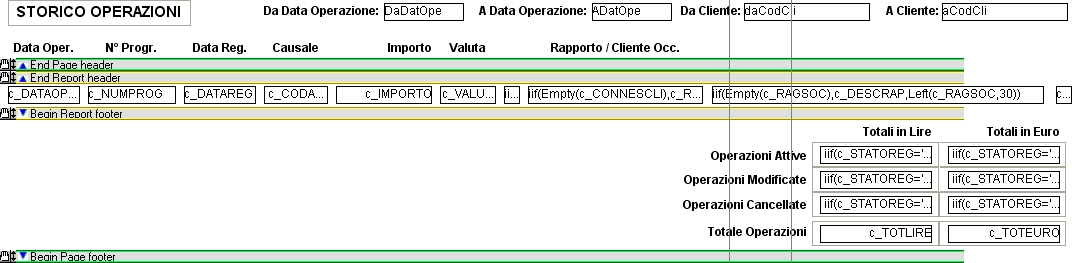 STORICO OPERAZIONI Da Data Operazione: DaDatOpe A Data Operazione: ADatOpe Da Cliente: daCodCli A Cliente: aCodCli
Data Oper. N° Progr. Data Reg. Causale Importo Valuta Rapporto / Cliente Occ.
End Page header
End Report header
c_DATAOP... c_NUMPROG c_DATAREG c_CODA... c_IMPORTO c_VALU... ii... iif(Empty(c_CONNESCLI),c_R... iif(Empty(c_RAGSOC),c_DESCRAP,Left(c_RAGSOC,30)) c...
Begin Report footer
Totali in Lire Totali in Euro
Operazioni Attive iif(c_STATOREG='... iif(c_STATOREG='...
Operazioni Modificate iif(c_STATOREG='... iif(c_STATOREG='...
Operazioni Cancellate iif(c_STATOREG='... iif(c_STATOREG='...
Totale Operazioni c_TOTLIRE c_TOTEURO
Begin Page footer